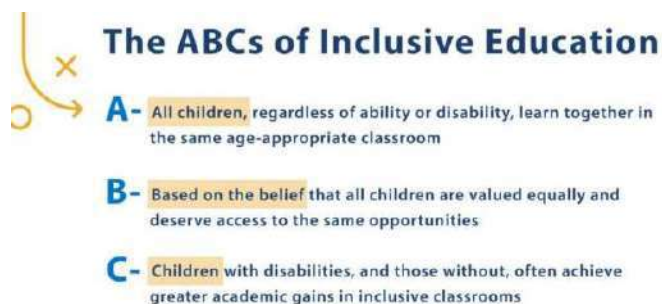 The ABCs of Inclusive Education
A- All children, regardless of ability or disability, learn together in
the same age-appropriate classroom
B- Based on the belief that all children are valued equally and
deserve access to the same opportunities
C- Children with disabilities, and those without, often achieve
greater academic gains in inclusive classrooms